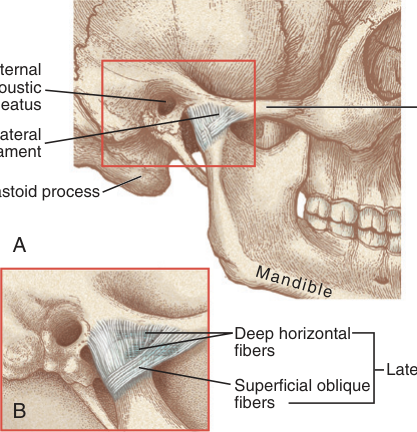 ternal
oustic
eatus
ateral
ament
astoid process
A
Mandible
Deep horizontal
fibers
Late
Superficial oblique
fibers
B